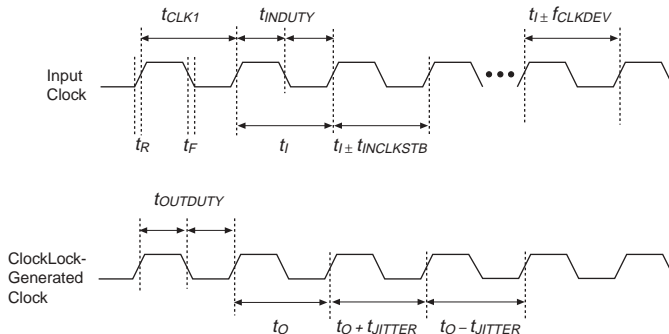 tCLK1 tINDUTY tI ± fCLKDEV
Input
Clock
tR tF tI tI ± tINCLKSTB
tOUTDUTY
ClockLock-
Generated
Clock
tO tO + tJITTER tO – tJITTER